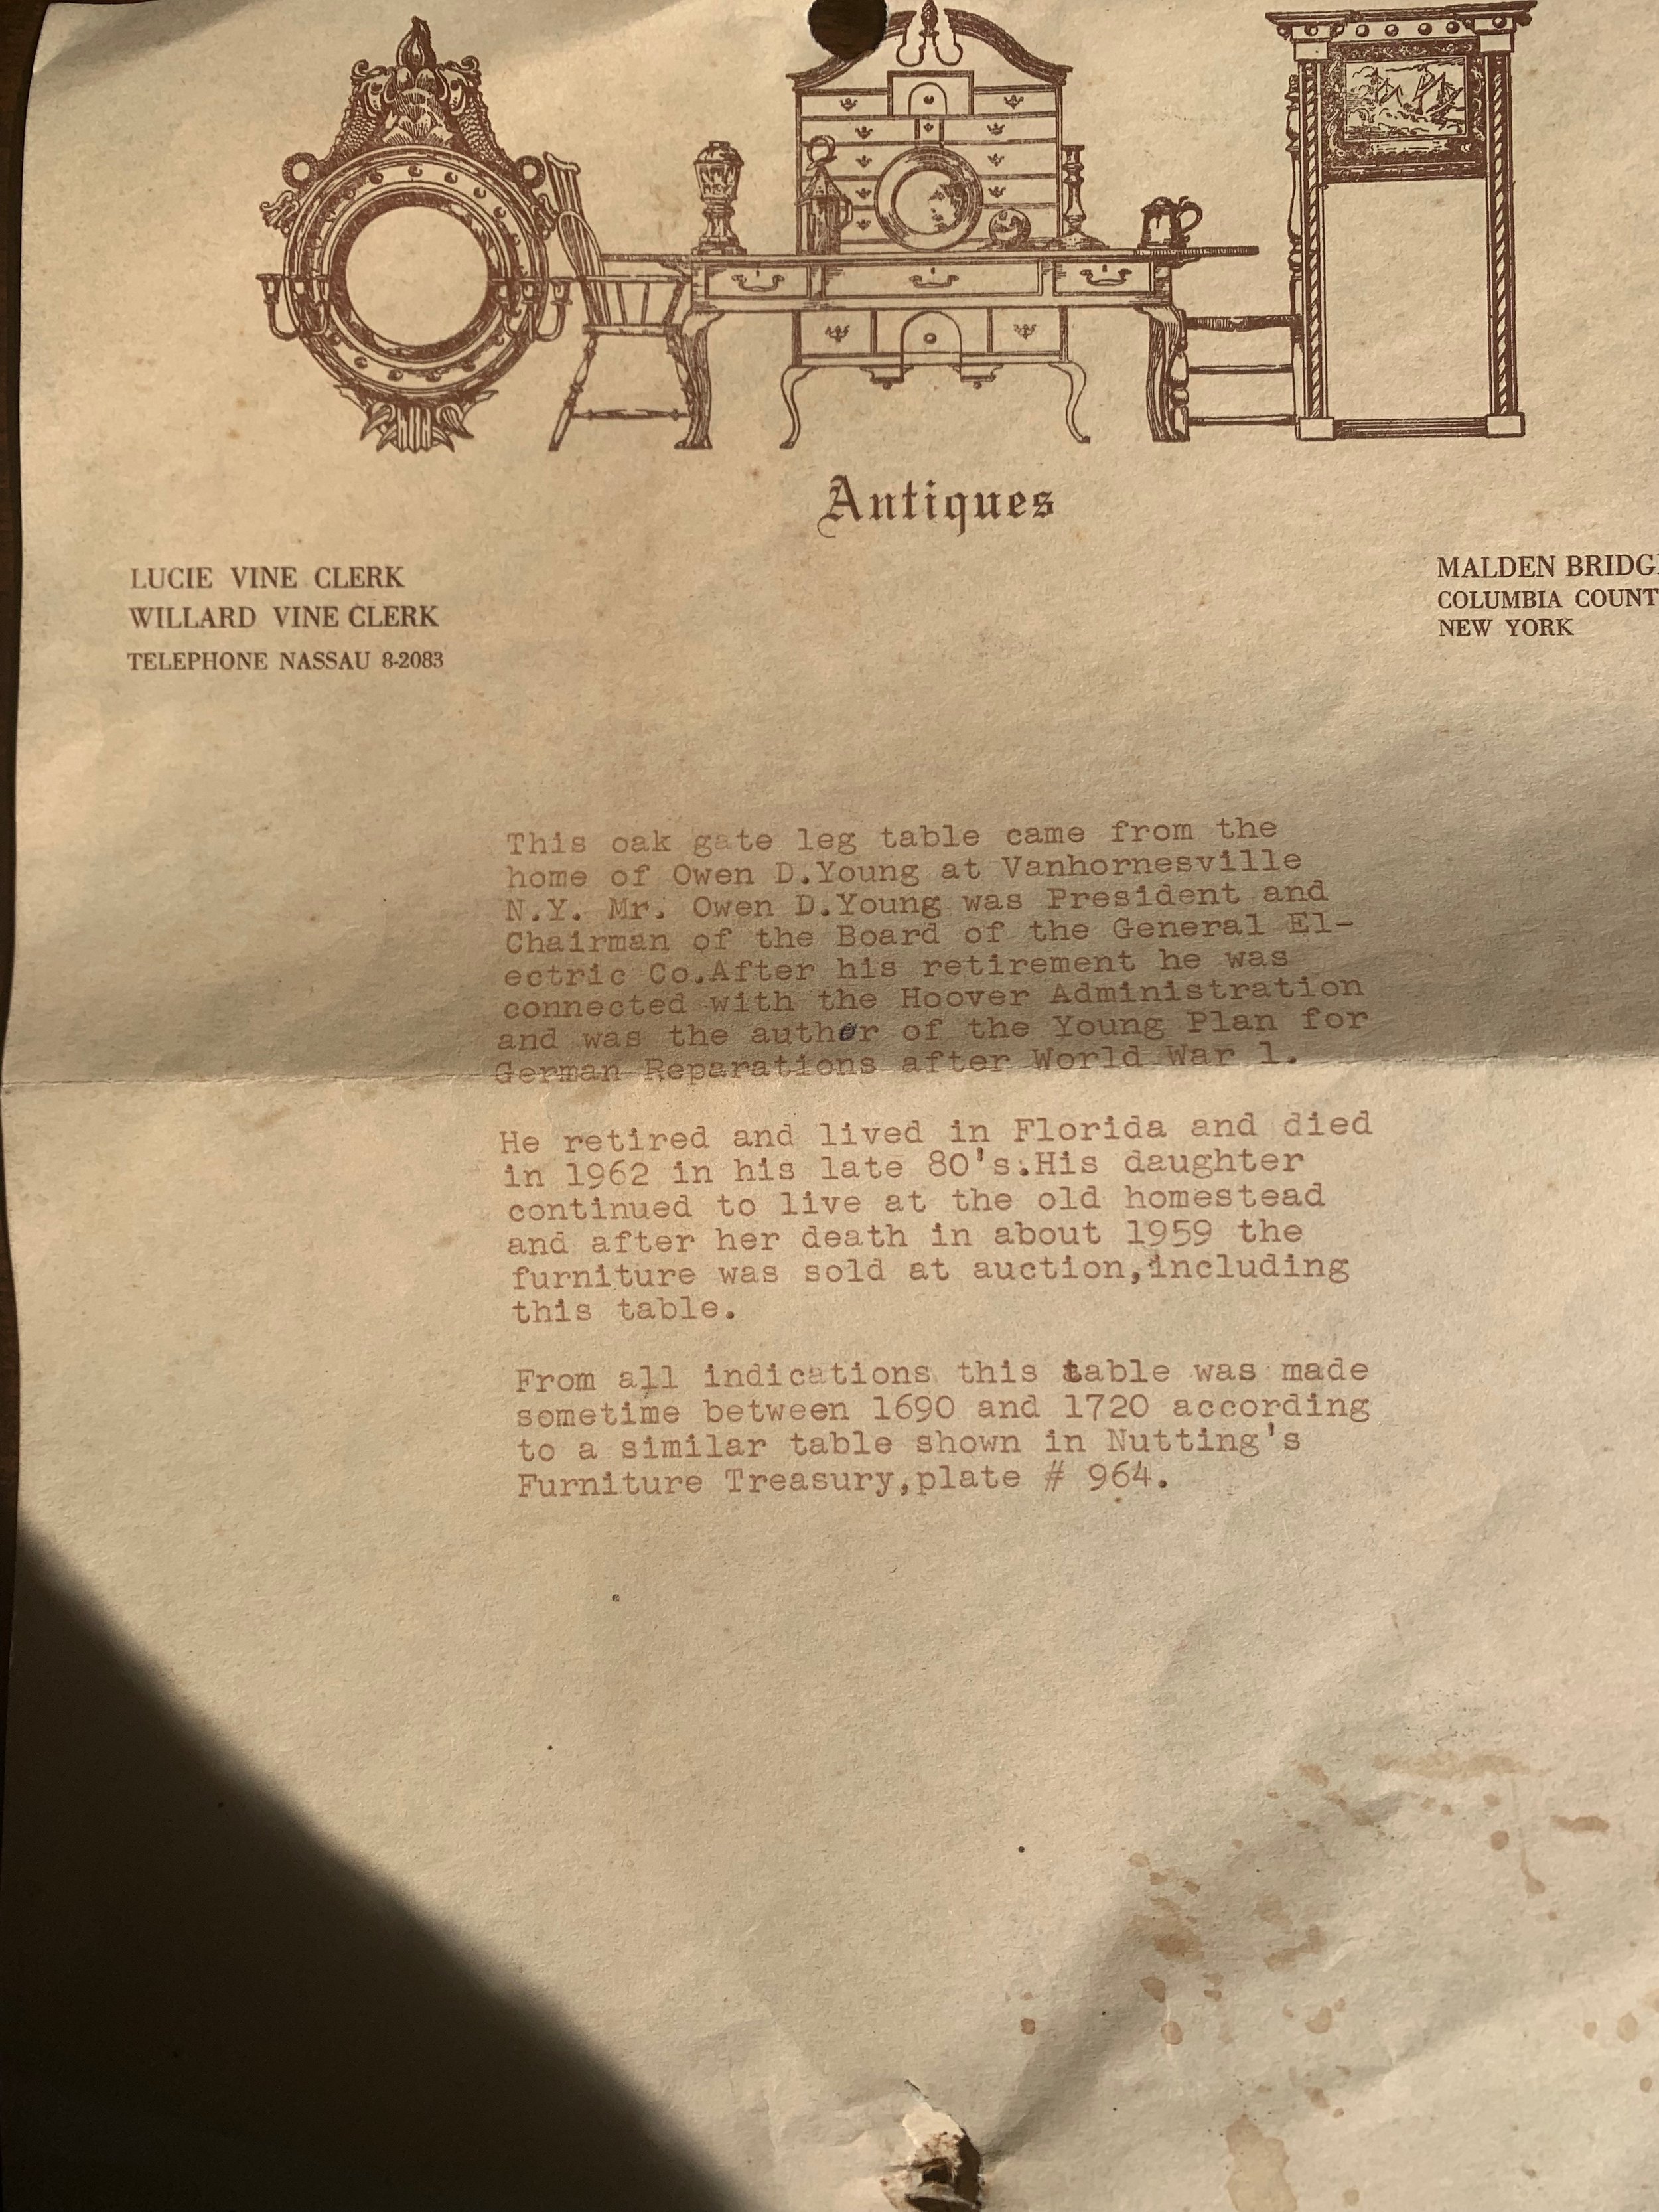 Antiques
LUCIE VINE CLERK
WILLARD VINE CLERK
TELEPHONE NASSAU 8-2083
MALDEN BRIDG
COLUMBIA COUNT
NEW YORK
This oak gate leg table came from the
home of Owen D.Young at Vanhornesville
N.Y. Mr. Owen D.Young was President and
Chairman of the Board of the General El-
ectric Co.After his retirement he was
connected with the Hoover Administration
and was the author of the Young Plan for
German Reparations after World War 1.
He retired and lived in Florida and died
in 1962 in his late 80's.His daughter
continued to live at the old homestead
and after her death in about 1959 the
furniture was sold at auction,including
this table.
From all indications this table was made
sometime between 1690 and 1720 according
to a similar table shown in Nutting's
Furniture Treasury,plate # 964.